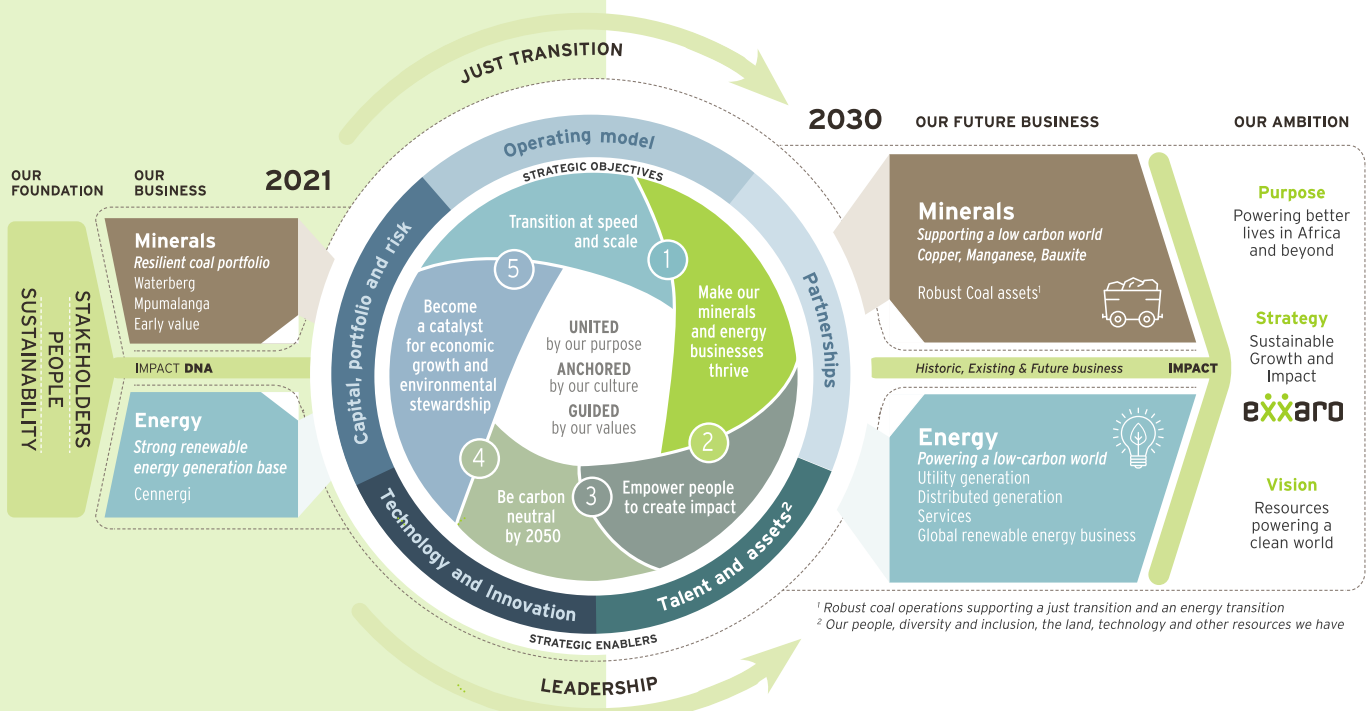 JUST TRANSITION
OUR
FOUNDATION
OUR
BUSINESS
2021
STAKEHOLDERS
PEOPLE
SUSTAINABILITY
Minerals
Resilient coal portfolio
Waterberg
Mpumalanga
Early value
IMPACT DNA
Energy
Strong renewable
energy generation base
Cennergi
Operating model
Partnerships
Talent and assets²
Technology and Innovation
Capital, portfolio and risk
STRATEGIC OBJECTIVES
Transition at speed
and scale
1
Make our
minerals
and energy
businesses
thrive
2
Empower people
to create impact
3
Be carbon
neutral
by 2050
4
Become
a catalyst
for economic
growth and
environmental
stewardship
5
UNITED
by our purpose
ANCHORED
by our culture
GUIDED
by our values
STRATEGIC ENABLERS
LEADERSHIP
2030
OUR FUTURE BUSINESS
OUR AMBITION
Minerals
Supporting a low carbon world
Copper, Manganese, Bauxite
Robust Coal assets¹
Historic, Existing & Future business
IMPACT
Energy
Powering a low-carbon world
Utility generation
Distributed generation
Services
Global renewable energy business
Purpose
Powering better
lives in Africa
and beyond
Strategy
Sustainable
Growth and
Impact
exxaro
Vision
Resources
powering a
clean world
¹ Robust coal operations supporting a just transition and an energy transition
² Our people, diversity and inclusion, the land, technology and other resources we have